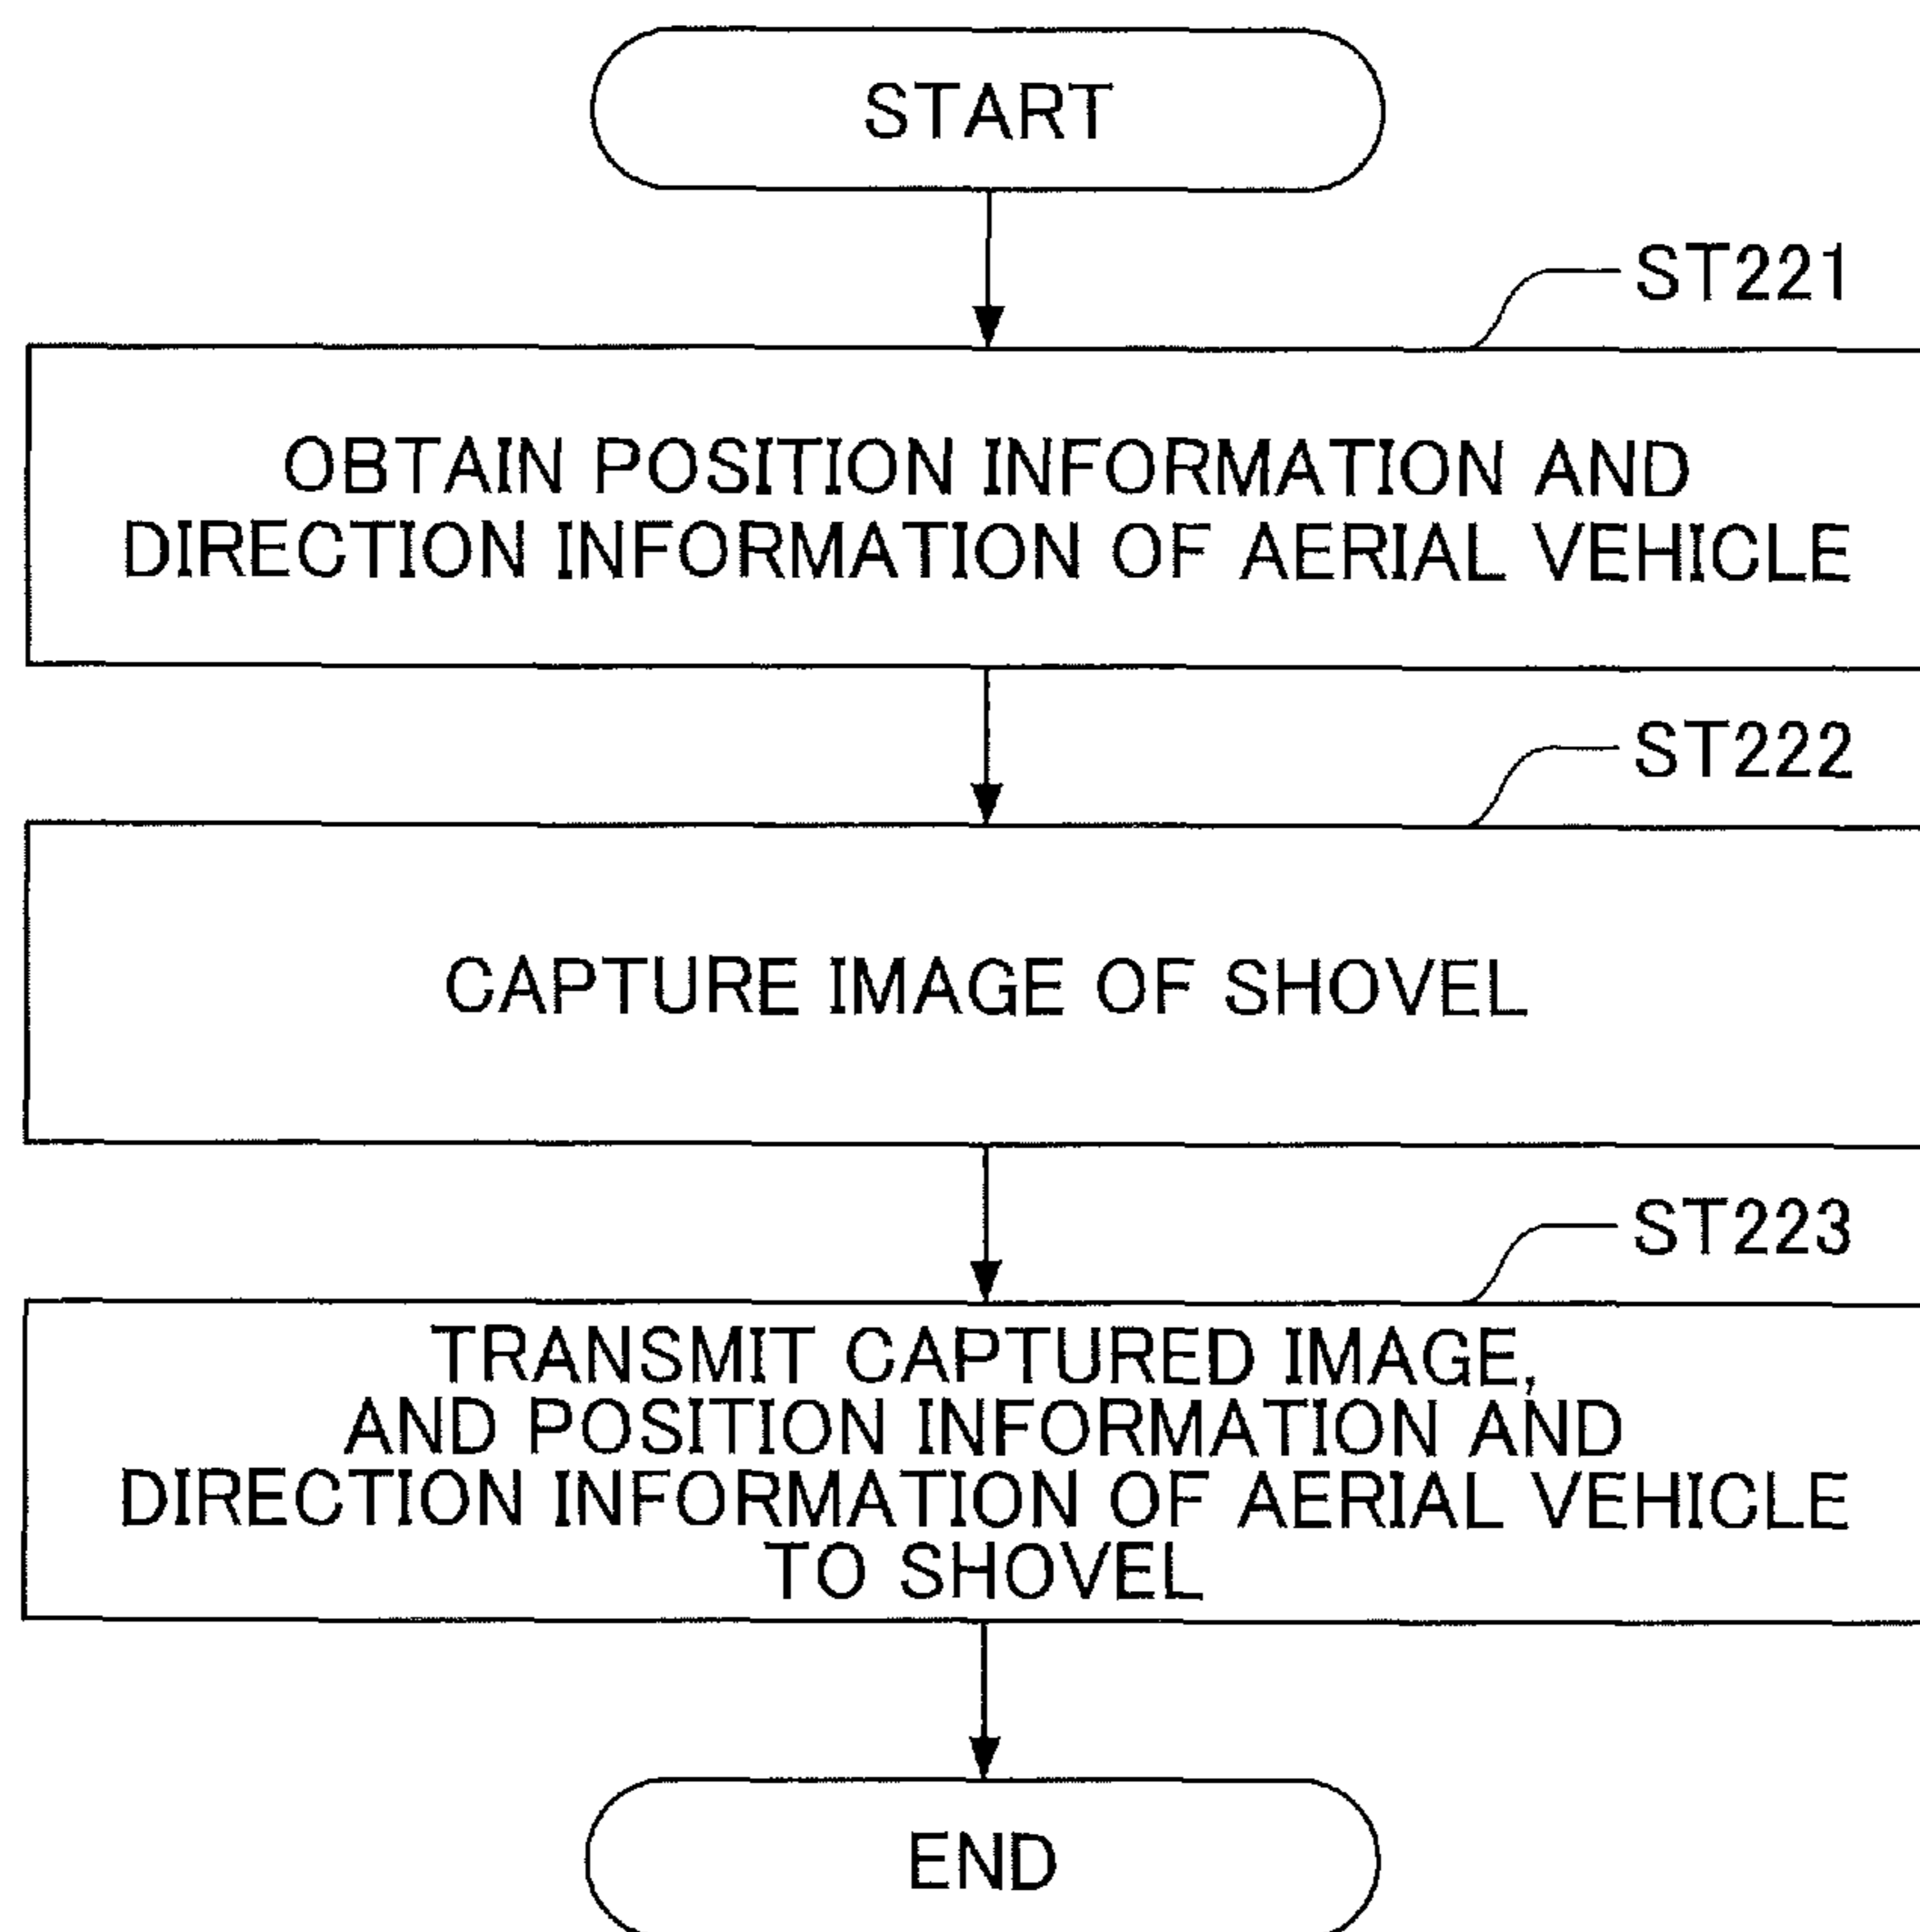 START
ST221
OBTAIN POSITION INFORMATION AND
DIRECTION INFORMATION OF AERIAL VEHICLE
ST222
CAPTURE IMAGE OF SHOVEL
ST223
TRANSMIT CAPTURED IMAGE,
AND POSITION INFORMATION AND
DIRECTION INFORMATION OF AERIAL VEHICLE
TO SHOVEL
END